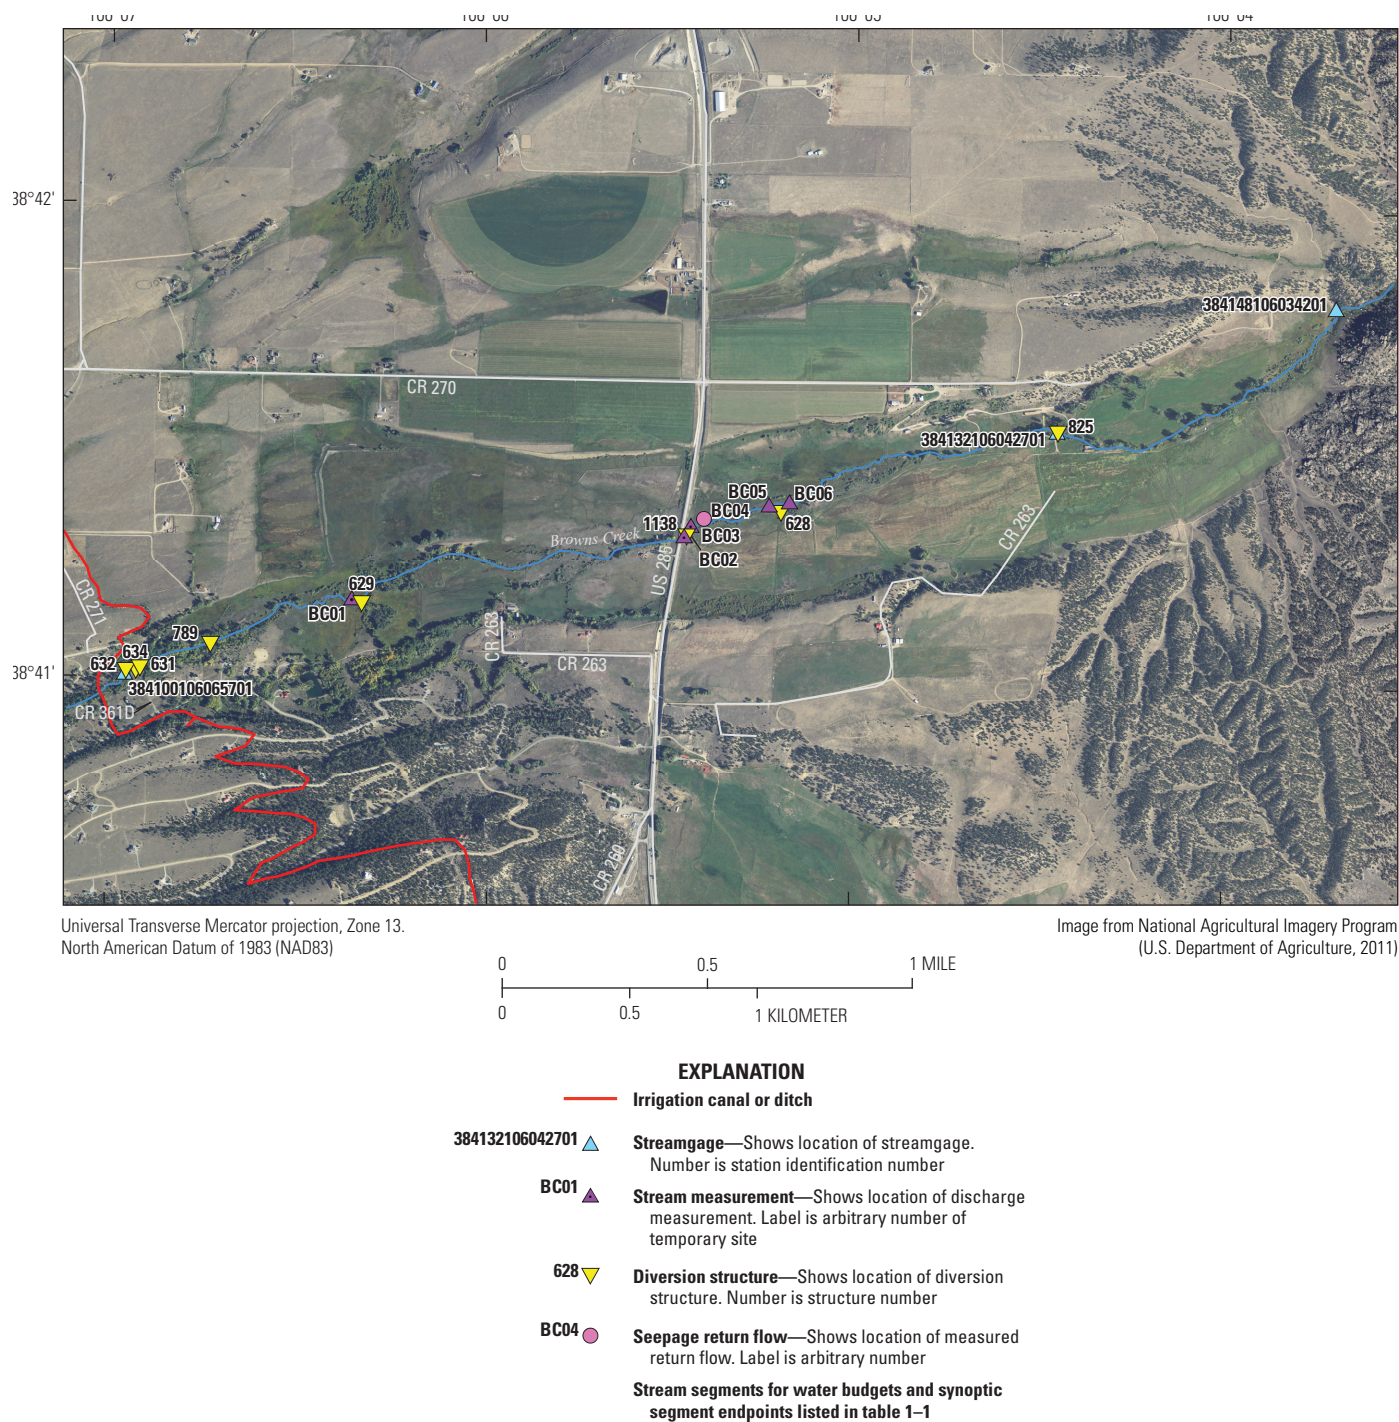 38°42'
384148106034201
CR 270
825
384132106042701
BC05
BC06
BC04
628
1138
BC03
BC02
Browns Creek
US 285
CR 263
CR 271
629
BC01
789
634
632
631
CR 263
CR 263
38°41'
384100106065701
CR 361D
CR 260
Universal Transverse Mercator projection, Zone 13.
North American Datum of 1983 (NAD83)
Image from National Agricultural Imagery Program
(U.S. Department of Agriculture, 2011)
0 0.5 1 MILE
0 0.5 1 KILOMETER
EXPLANATION
Irrigation canal or ditch
384132106042701
Streamgage—Shows location of streamgage.
Number is station identification number
BC01
Stream measurement—Shows location of discharge
measurement. Label is arbitrary number of
temporary site
628
Diversion structure—Shows location of diversion
structure. Number is structure number
BC04
Seepage return flow—Shows location of measured
return flow. Label is arbitrary number
Stream segments for water budgets and synoptic
segment endpoints listed in table 1–1